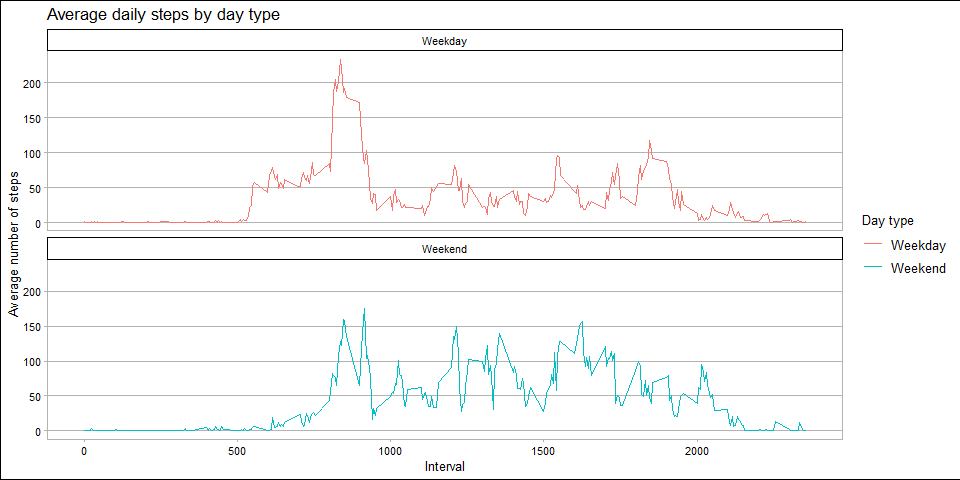 Average daily steps by day type
Weekday
200
150
100
50
0
Weekend
200
150
100
50
0
0 500 1000 1500 2000
Interval
Average number of steps
Day type
Weekday
Weekend